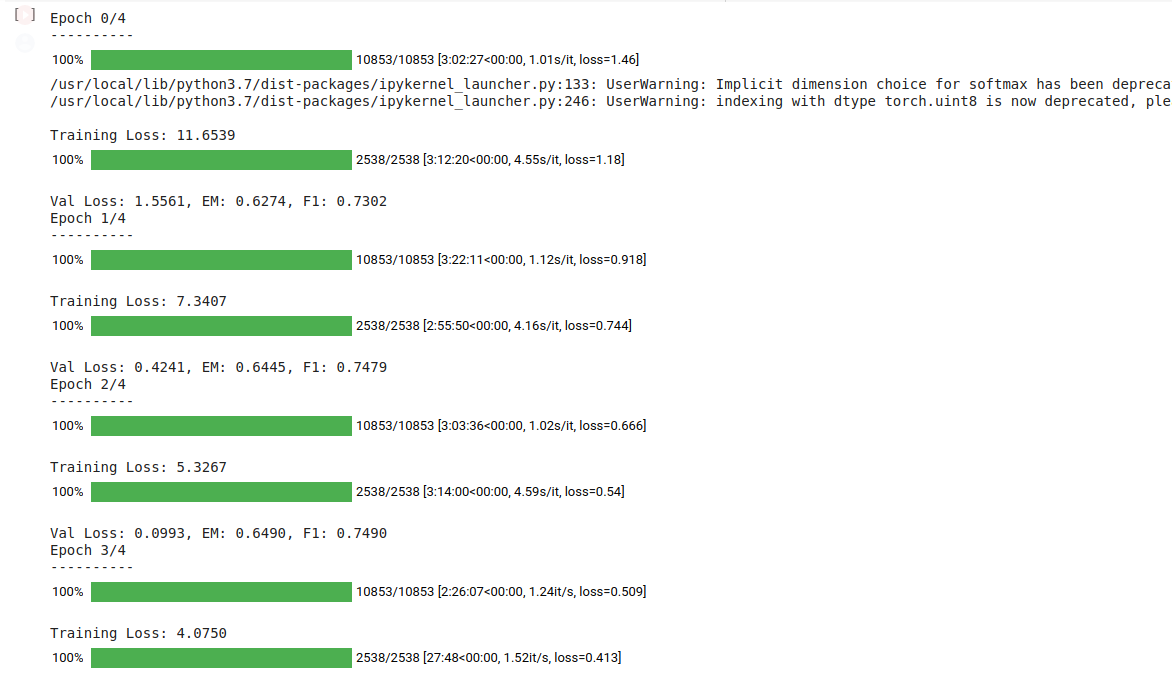 [ ] Epoch 0/4
----------
100% 10853/10853 [3:02:27<00:00, 1.01s/it, loss=1.46]
/usr/local/lib/python3.7/dist-packages/ipykernel_launcher.py:133: UserWarning: Implicit dimension choice for softmax has been depreca
/usr/local/lib/python3.7/dist-packages/ipykernel_launcher.py:246: UserWarning: indexing with dtype torch.uint8 is now deprecated, ple
Training Loss: 11.6539
100% 2538/2538 [3:12:20<00:00, 4.55s/it, loss=1.18]
Val Loss: 1.5561, EM: 0.6274, F1: 0.7302
Epoch 1/4
----------
100% 10853/10853 [3:22:11<00:00, 1.12s/it, loss=0.918]
Training Loss: 7.3407
100% 2538/2538 [2:55:50<00:00, 4.16s/it, loss=0.744]
Val Loss: 0.4241, EM: 0.6445, F1: 0.7479
Epoch 2/4
----------
100% 10853/10853 [3:03:36<00:00, 1.02s/it, loss=0.666]
Training Loss: 5.3267
100% 2538/2538 [3:14:00<00:00, 4.59s/it, loss=0.54]
Val Loss: 0.0993, EM: 0.6490, F1: 0.7490
Epoch 3/4
----------
100% 10853/10853 [2:26:07<00:00, 1.24it/s, loss=0.509]
Training Loss: 4.0750
100% 2538/2538 [27:48<00:00, 1.52it/s, loss=0.413]